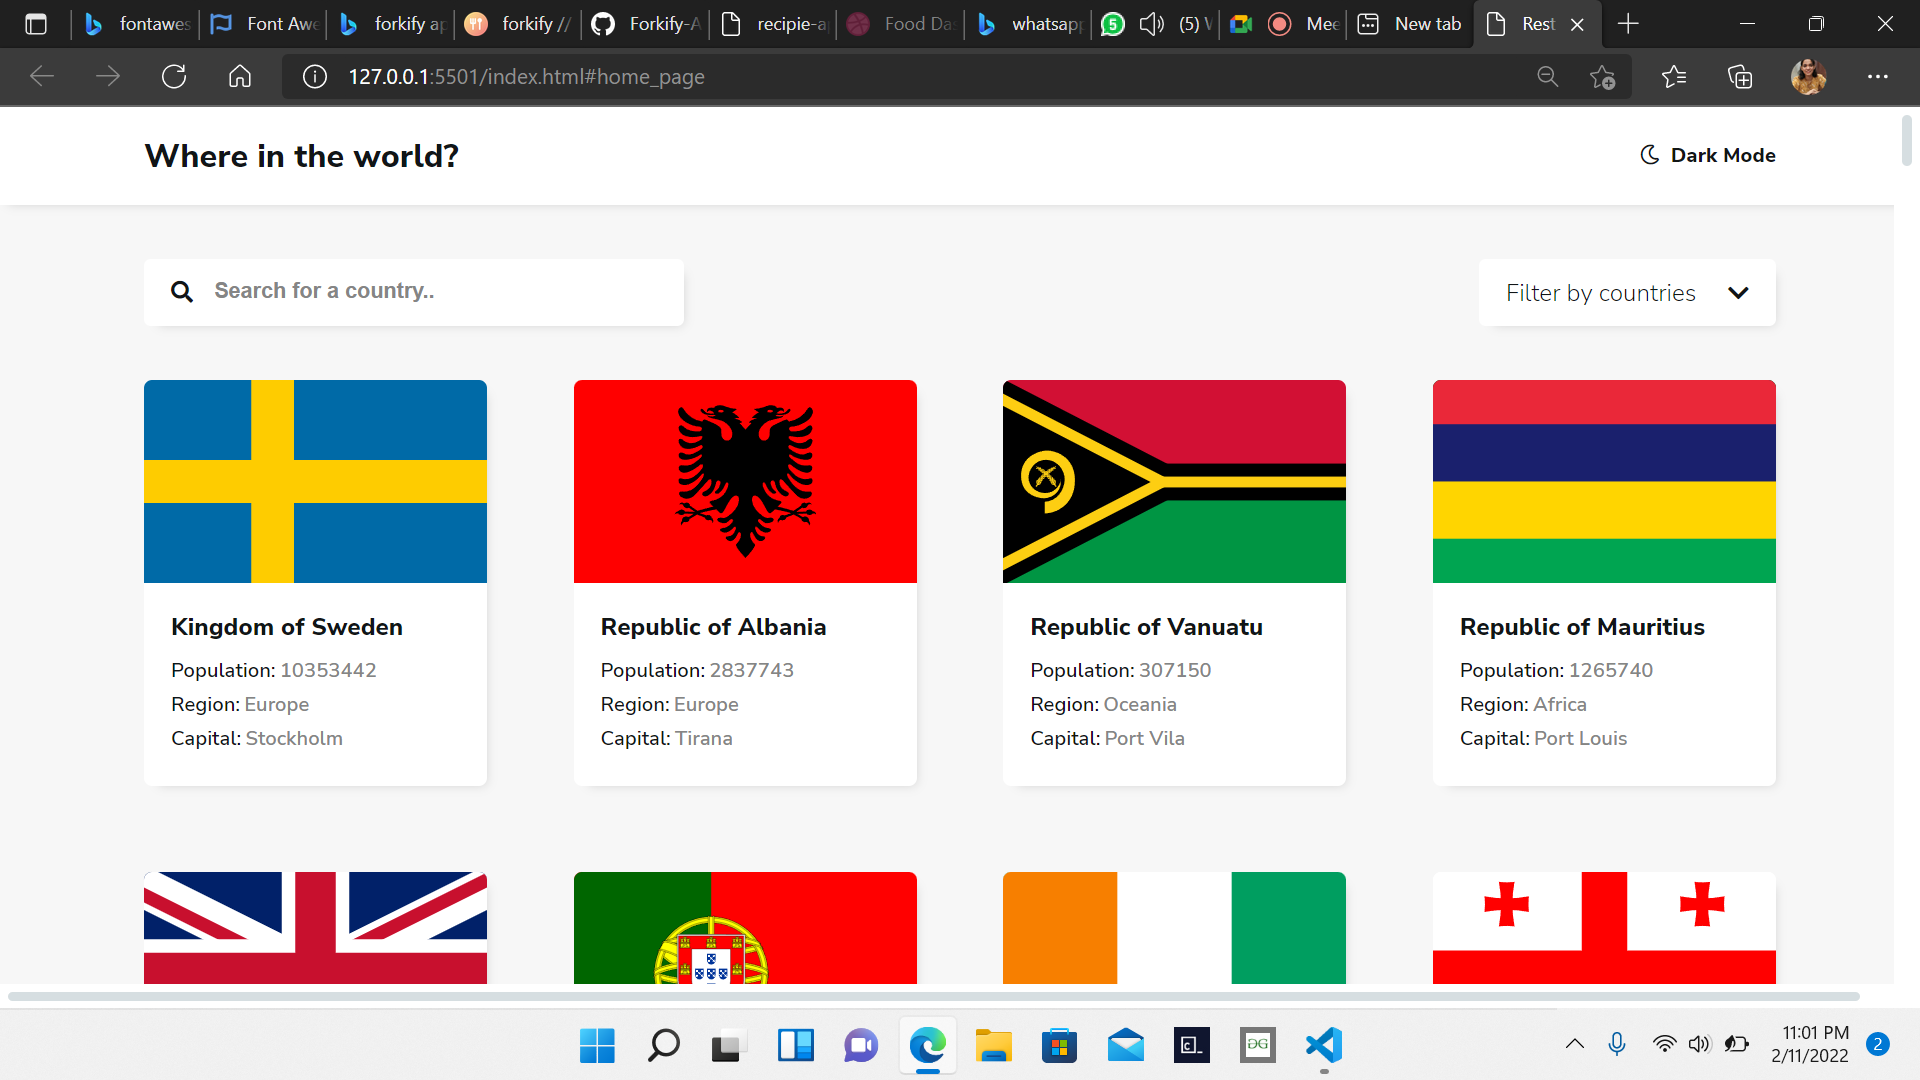 fontawes
Font Awe
forkify ap
forkify //
Forkify-A
recipie-a
Food Das
whatsapp
(5) W
Mee
New tab
Rest
127.0.0.1:5501/index.html#home_page
Where in the world?
Dark Mode
Search for a country..
Filter by countries
Kingdom of Sweden
Population: 10353442
Region: Europe
Capital: Stockholm
Republic of Albania
Population: 2837743
Region: Europe
Capital: Tirana
Republic of Vanuatu
Population: 307150
Region: Oceania
Capital: Port Vila
Republic of Mauritius
Population: 1265740
Region: Africa
Capital: Port Louis
11:01 PM
2/11/2022
2